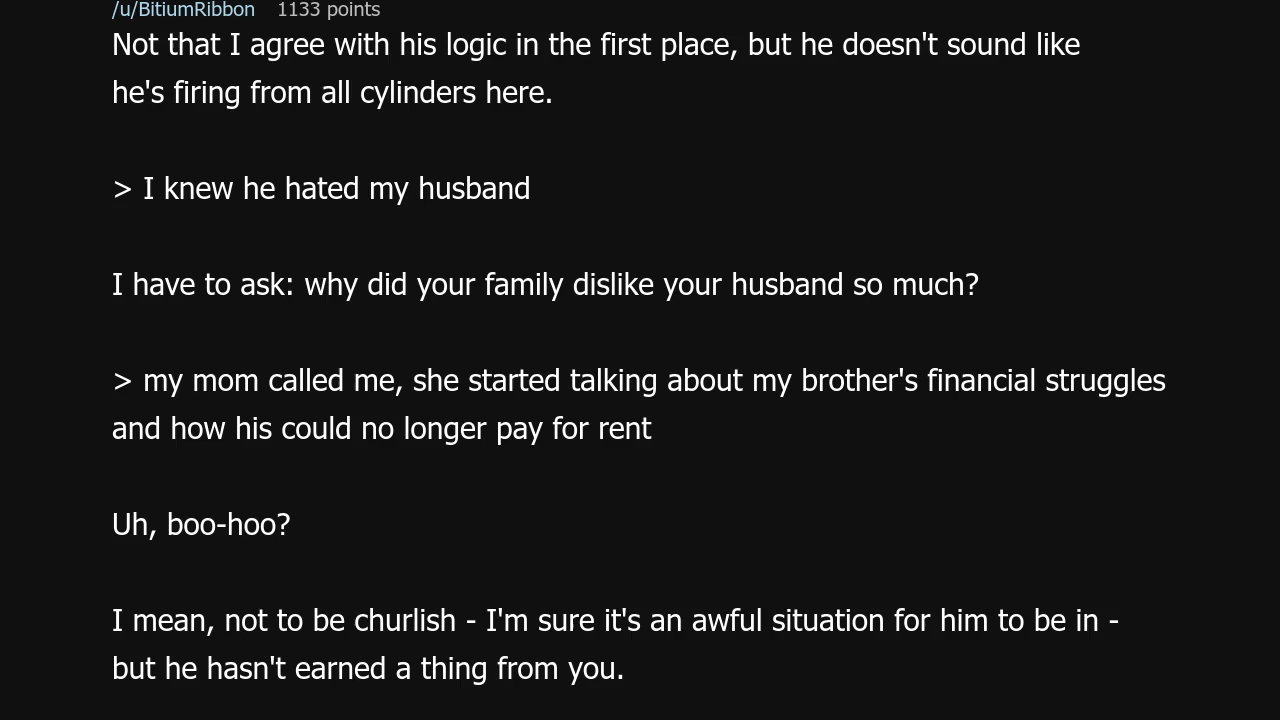 /u/BitiumRibbon 1133 points
Not that I agree with his logic in the first place, but he doesn't sound like
he's firing from all cylinders here.
> I knew he hated my husband
I have to ask: why did your family dislike your husband so much?
> my mom called me, she started talking about my brother's financial struggles
and how his could no longer pay for rent
Uh, boo-hoo?
I mean, not to be churlish - I'm sure it's an awful situation for him to be in -
but he hasn't earned a thing from you.